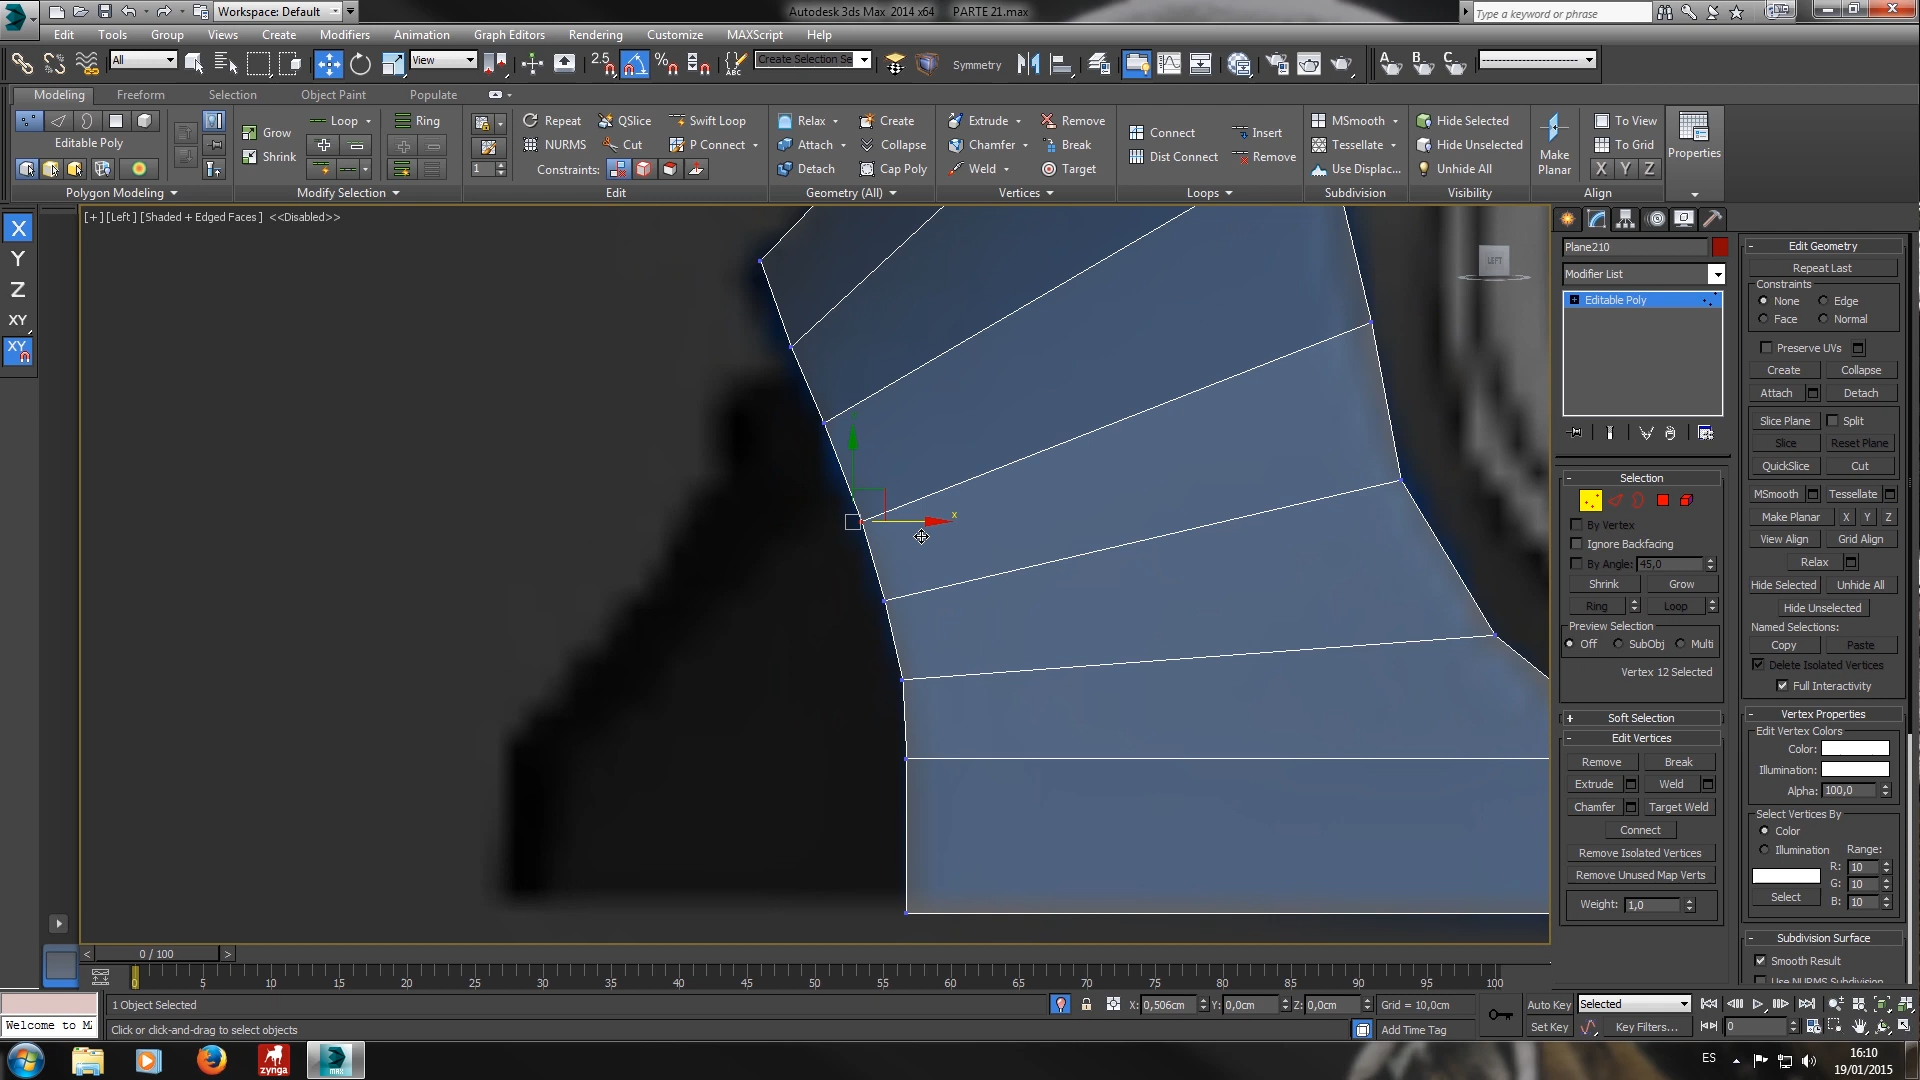 Workspace: Default
Autodesk 3ds Max 2014 x64 PARTE 21.max
Type a keyword or phrase
Edit Tools Group Views Create Modifiers Animation Graph Editors Rendering Customize MAXScript Help
All View 2.5 Create Selection Se Symmetry
Modeling Freeform Selection Object Paint Populate
Grow Loop Ring Repeat QSlice Swift Loop Relax Create Extrude Remove Connect Insert MSmooth Hide Selected To View
Editable Poly NURMS Cut P Connect Attach Collapse Chamfer Break Tessellate Hide Unselected To Grid
Shrink 1 Constraints: Detach Cap Poly Weld Target Dist Connect Remove Use Displac... Unhide All Make Planar X Y Z Properties
Polygon Modeling Modify Selection Edit Geometry (All) Vertices Loops Subdivision Visibility Align
[+] [Left ] [Shaded + Edged Faces ] <<Disabled>>
X
Y
Z
XY
XY
LEFT
x
Plane210
Modifier List
Editable Poly
Selection
By Vertex
Ignore Backfacing
By Angle: 45,0
Shrink Grow
Ring Loop
Preview Selection
Off SubObj Multi
Vertex 12 Selected
+ Soft Selection
- Edit Vertices
Remove Break
Extrude Weld
Chamfer Target Weld
Connect
Remove Isolated Vertices
Remove Unused Map Verts
Weight: 1,0
- Edit Geometry
Repeat Last
Constraints
None Edge
Face Normal
Preserve UVs
Create Collapse
Attach Detach
Slice Plane Split
Slice Reset Plane
QuickSlice Cut
MSmooth Tessellate
Make Planar X Y Z
View Align Grid Align
Relax
Hide Selected Unhide All
Hide Unselected
Named Selections:
Copy Paste
Delete Isolated Vertices
Full Interactivity
- Vertex Properties
Edit Vertex Colors
Color:
Illumination:
Alpha: 100,0
Select Vertices By
Color
Illumination Range:
R: 10
G: 10
Select B: 10
- Subdivision Surface
Smooth Result
Use NURMS Subdivision
< 0 / 100 >
0 5 10 15 20 25 30 35 40 45 50 55 60 65 70 75 80 85 90 95 100
1 Object Selected X: 0,506cm Y: 0,0cm Z: 0,0cm Grid = 10,0cm Auto Key Selected
Welcome to MA Click or click-and-drag to select objects Add Time Tag Set Key Key Filters... 0
zynga MAX ES 16:10
19/01/2015